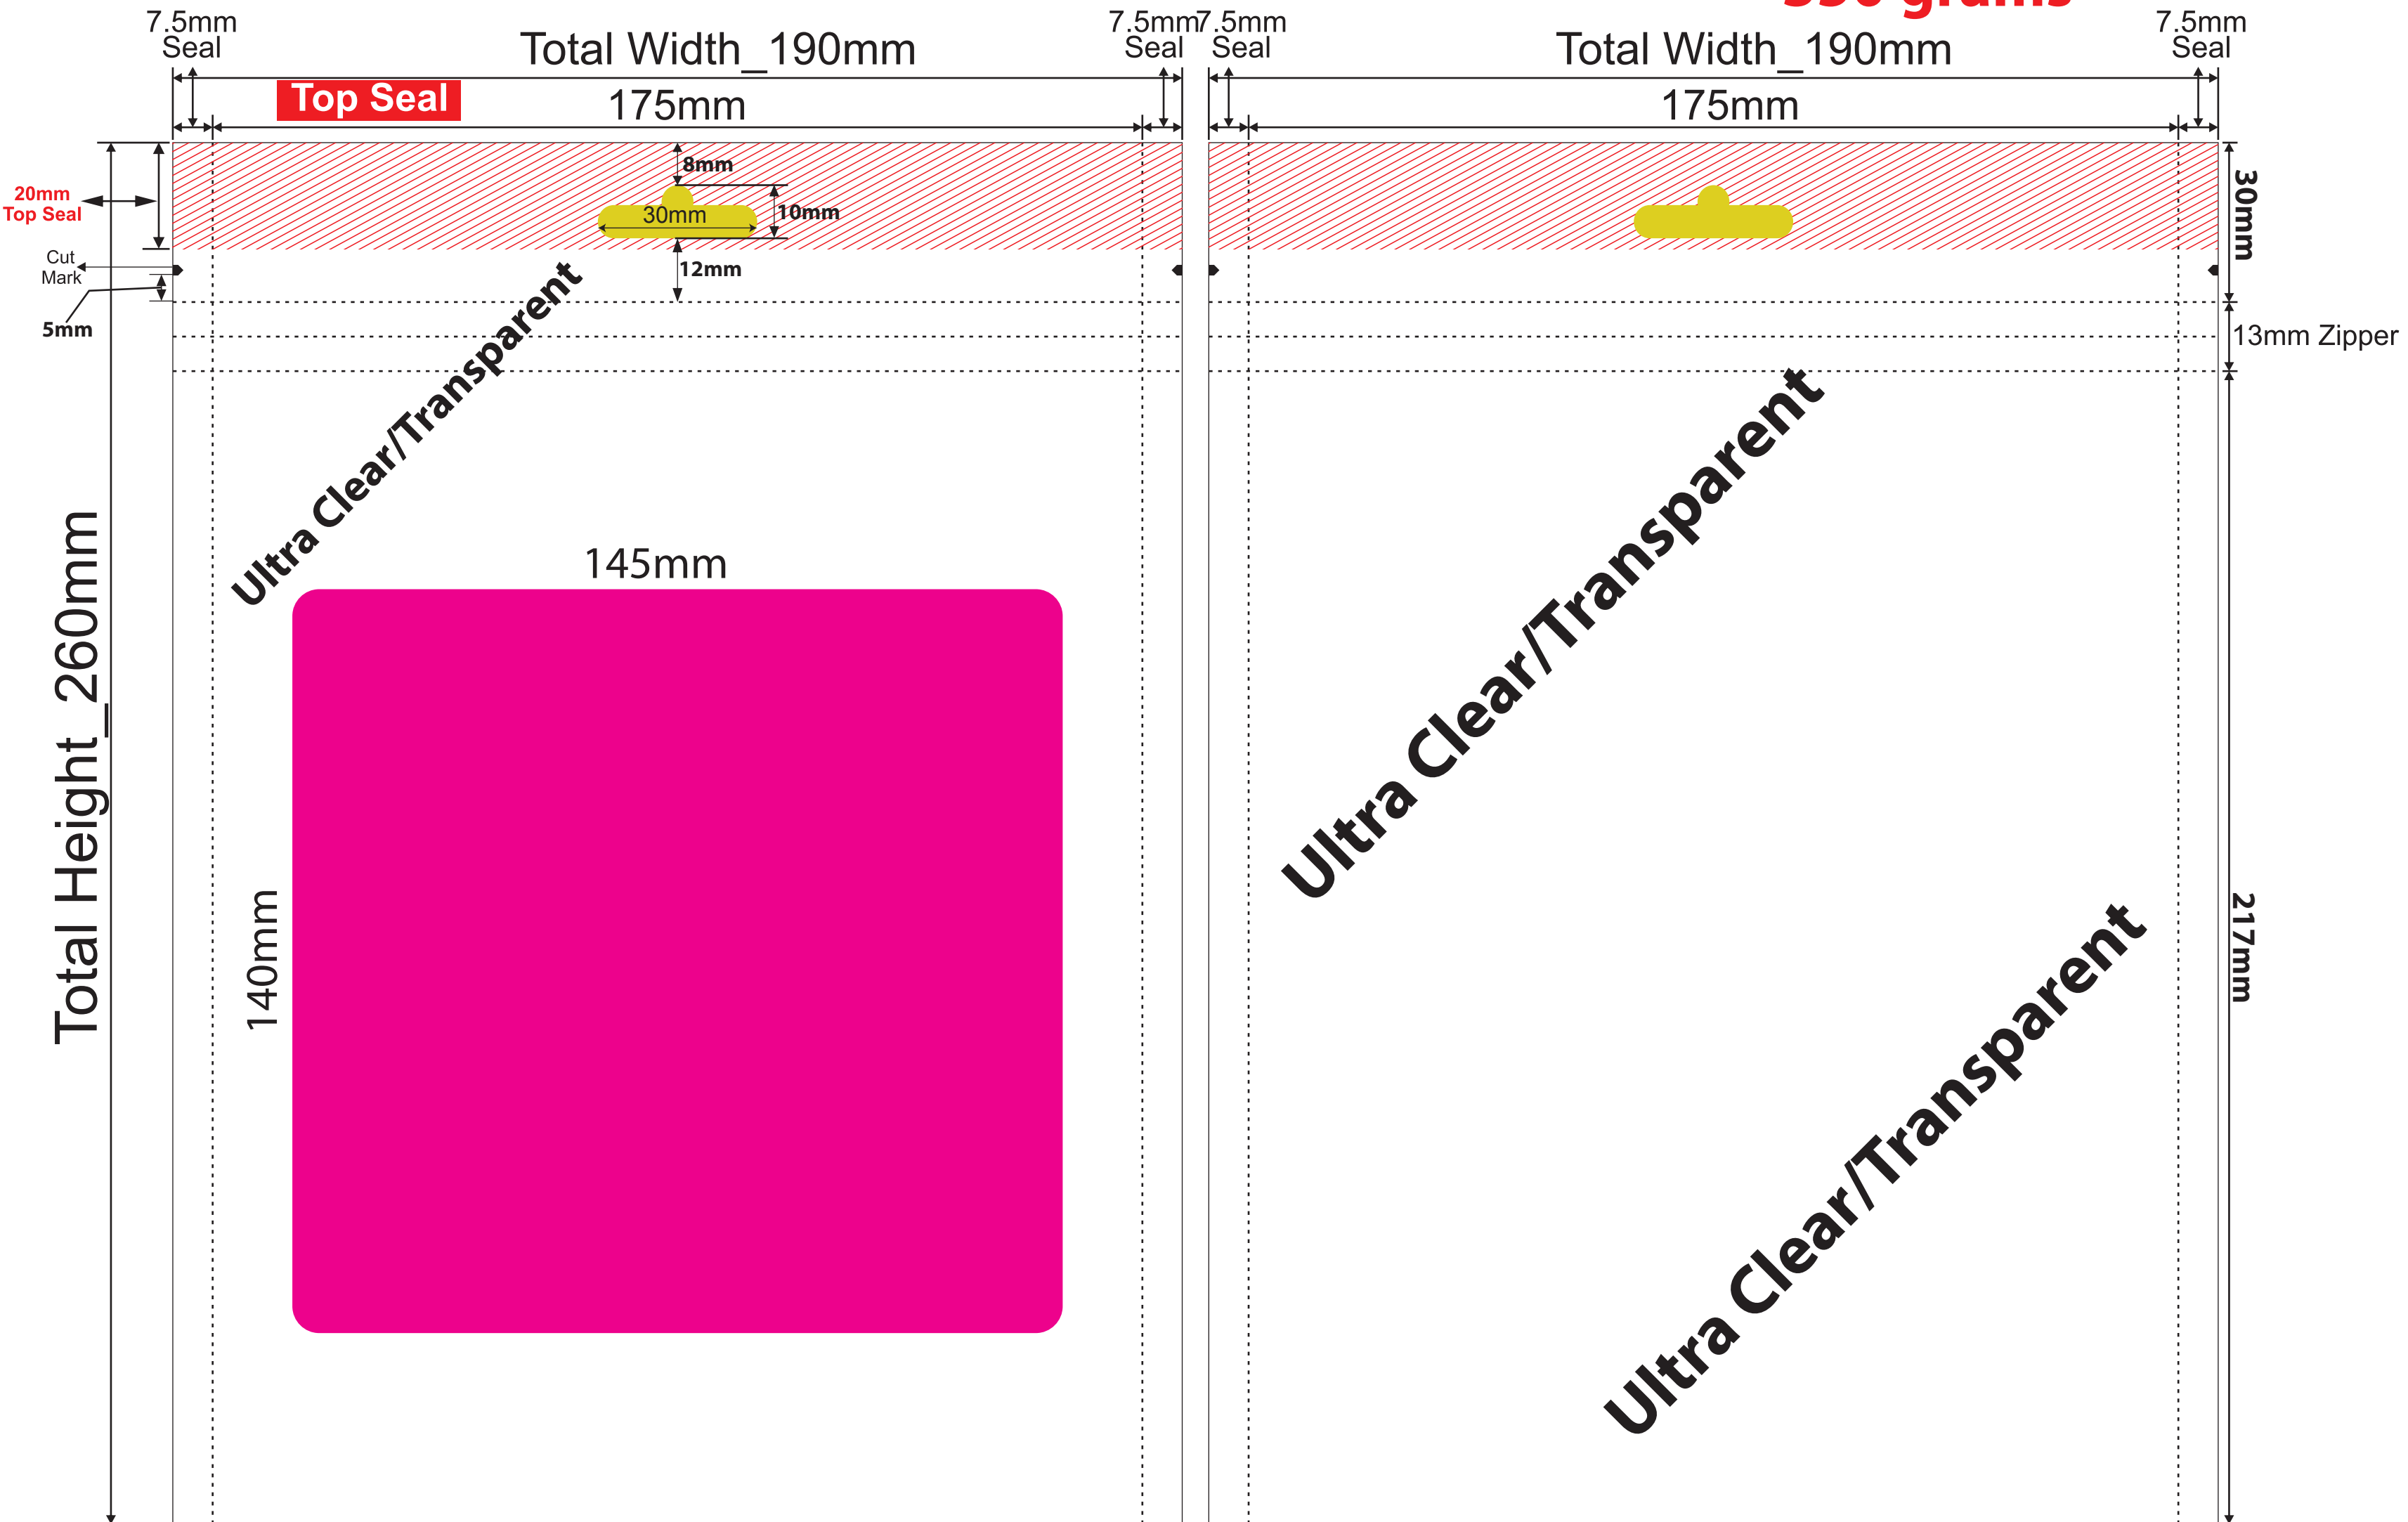 7.5mm
Seal
Total Width_190mm
7.5mm
Seal
7.5mm
Seal
Total Width_190mm
7.5mm
Seal
Top Seal
175mm
175mm
20mm
Top Seal
8mm
30mm
10mm
12mm
30mm
Cut
Mark
5mm
13mm Zipper
Ultra Clear/Transparent
Ultra Clear/Transparent
145mm
140mm
Total Height_260mm
217mm
Ultra Clear/Transparent